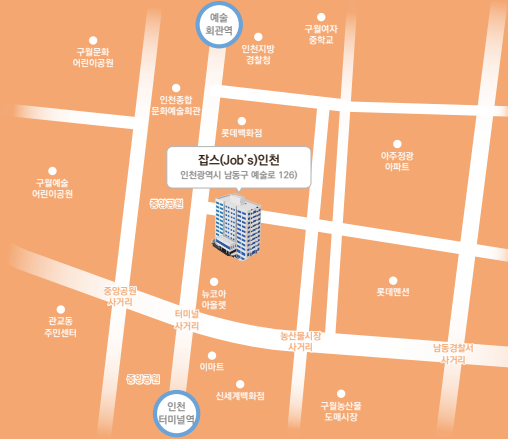 예술
회관역
구월여자
중학교
구월문화
어린이공원
인천지방
경찰청
인천종합
문화예술회관
롯데백화점
잡스(Job's)인천
인천광역시 남동구 예술로 126)
아주정광
아파트
구월예술
어린이공원
중앙공원
중앙공원
사거리
뉴코아
아울렛
롯데맨션
터미널
사거리
관교동
주민센터
농산물시장
사거리
남동경찰서
사거리
이마트
중앙공원
신세계백화점
인천
터미널역
구월농산물
도매시장